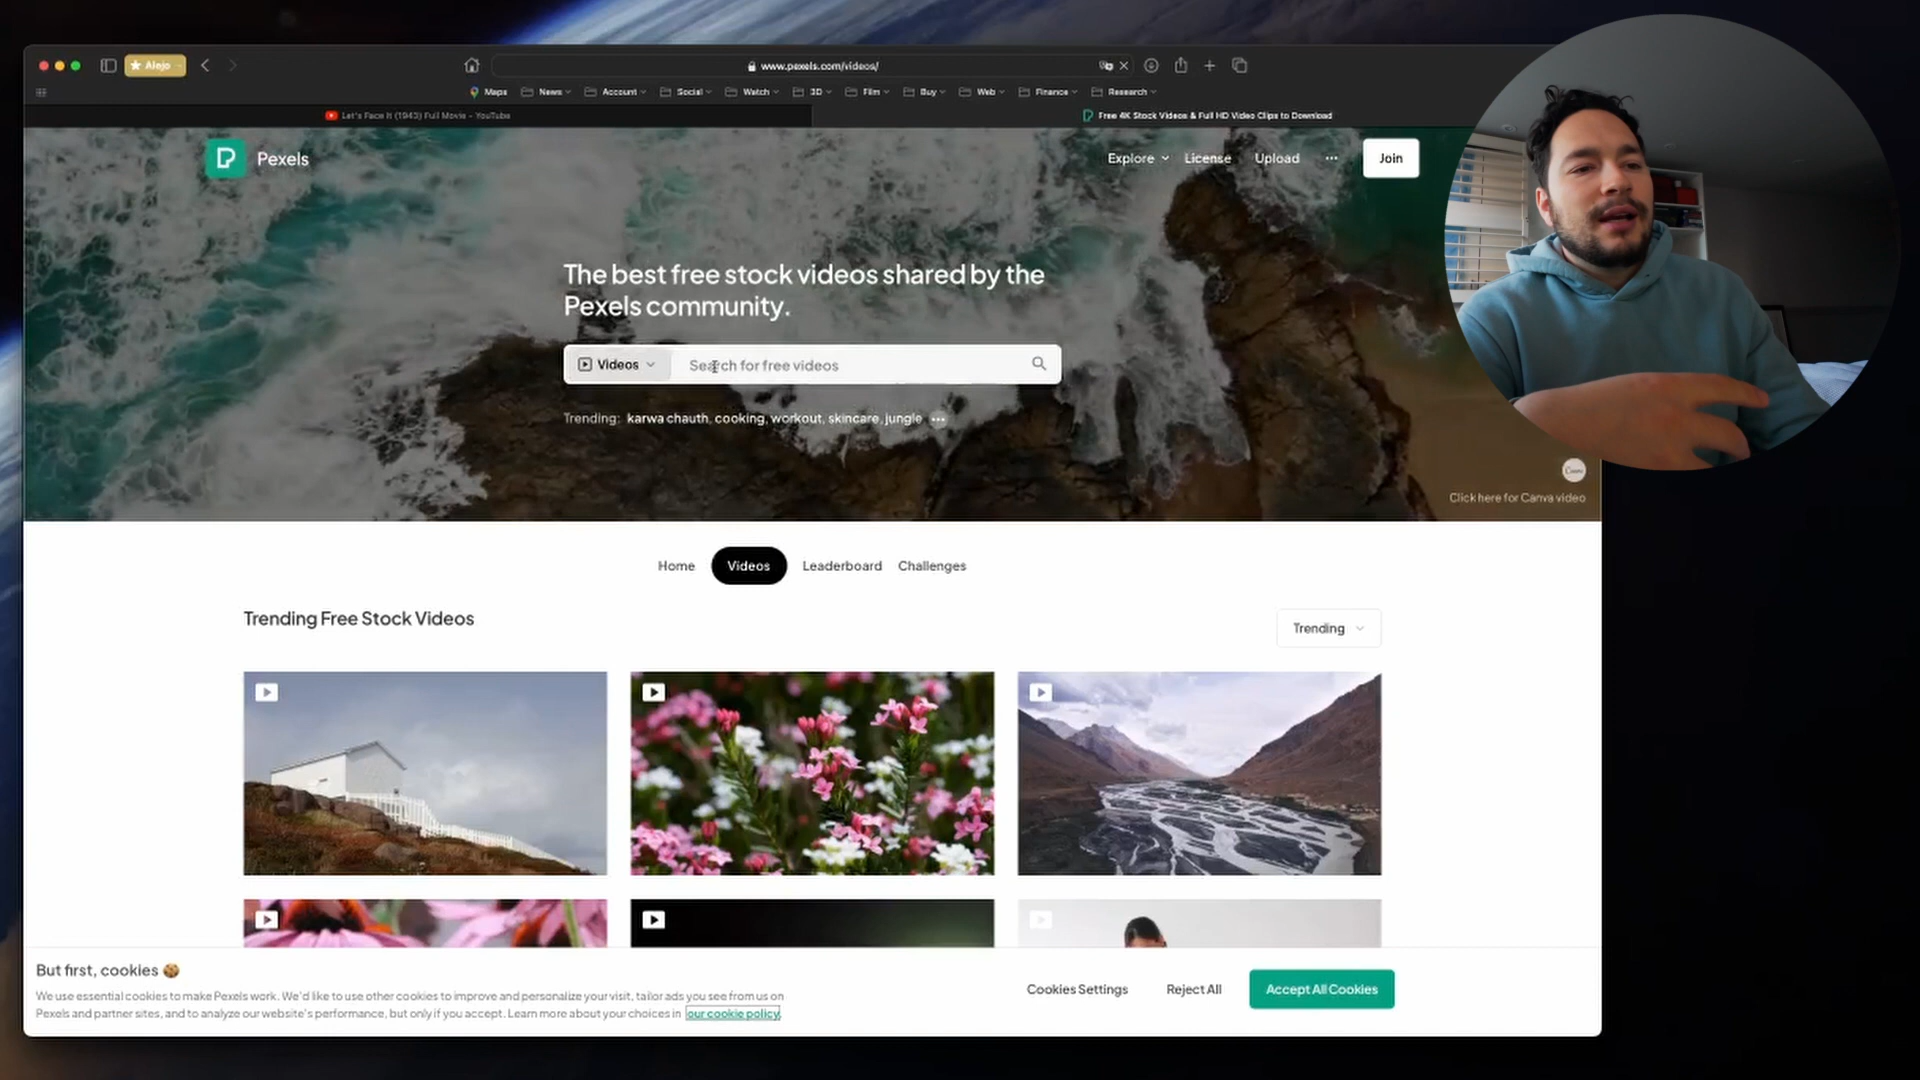 Alejo
www.pexels.com/videos/
Maps News Account Social Watch 3D Film Buy Web Finance Research
Let's Face It (1943) Full Movie - YouTube
Free 4K Stock Videos & Full HD Video Clips to Download
Pexels
Explore License Upload ... Join
The best free stock videos shared by the
Pexels community.
Videos Search for free videos
Trending: karwa chauth, cooking, workout, skincare, jungle ...
Canva
Click here for Canva video
Home Videos Leaderboard Challenges
Trending Free Stock Videos
Trending
But first, cookies 🍪
We use essential cookies to make Pexels work. We'd like to use other cookies to improve and personalize your visit, tailor ads you see from us on
Pexels and partner sites, and to analyze our website's performance, but only if you accept. Learn more about your choices in our cookie policy.
Cookies Settings Reject All Accept All Cookies